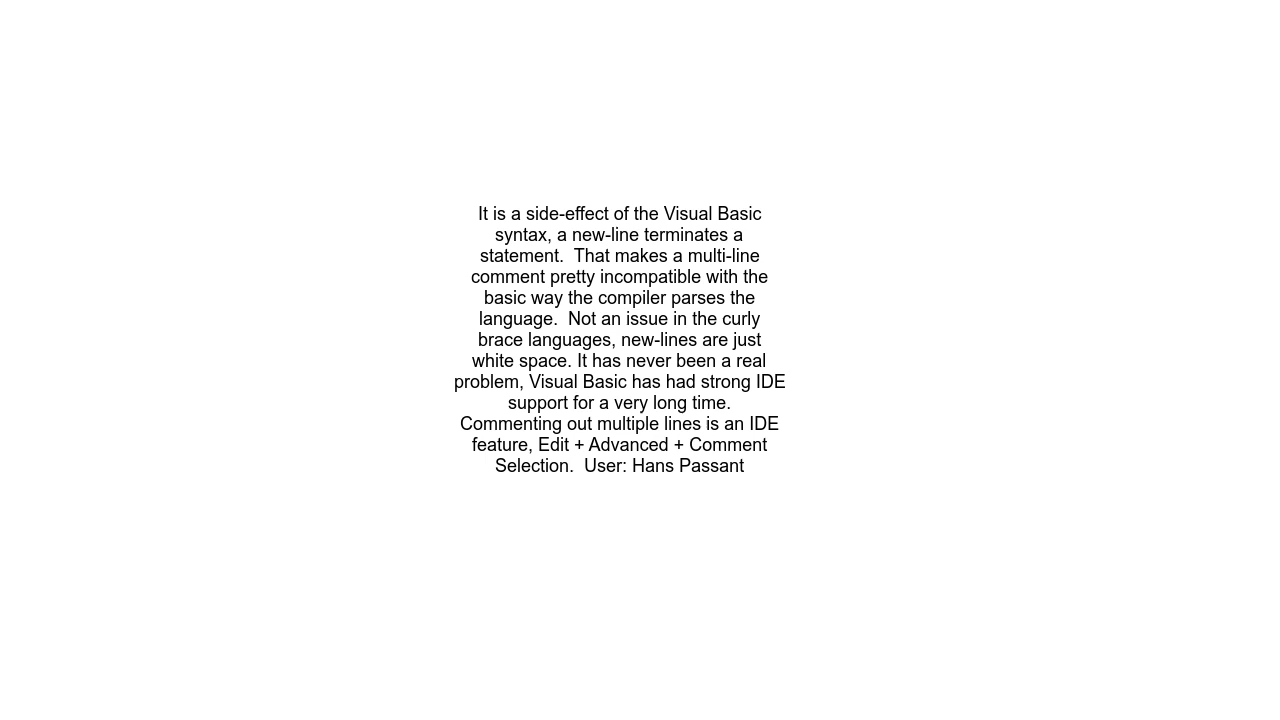 It is a side-effect of the Visual Basic
syntax, a new-line terminates a
statement.  That makes a multi-line
comment pretty incompatible with the
basic way the compiler parses the
language.  Not an issue in the curly
brace languages, new-lines are just
white space. It has never been a real
problem, Visual Basic has had strong IDE
support for a very long time.
Commenting out multiple lines is an IDE
feature, Edit + Advanced + Comment
Selection.  User: Hans Passant